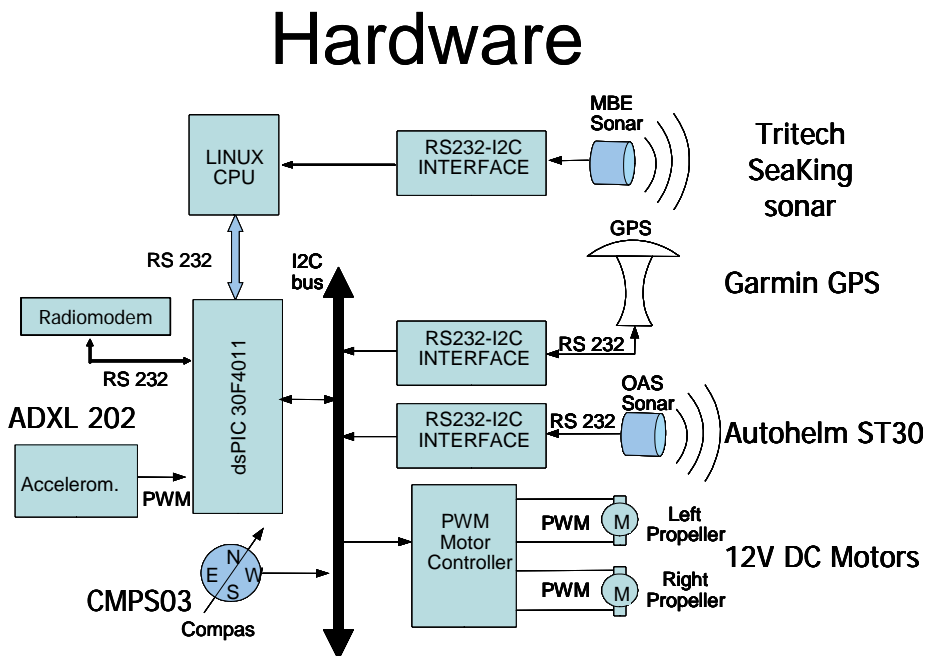 Hardware
MBE
Sonar
Tritech
SeaKing
sonar
LINUX
CPU
RS232-I2C
INTERFACE
GPS
RS 232
I2C
bus
Garmin GPS
Radiomodem
RS 232
dsPIC 30F4011
RS232-I2C
INTERFACE
RS 232
ADXL 202
OAS
Sonar
RS232-I2C
INTERFACE
RS 232
Autohelm ST30
Accelerom.
PWM
PWM
Motor
Controller
PWM
M
Left
Propeller
12V DC Motors
N
E
W
S
PWM
M
Right
Propeller
CMPS03
Compas